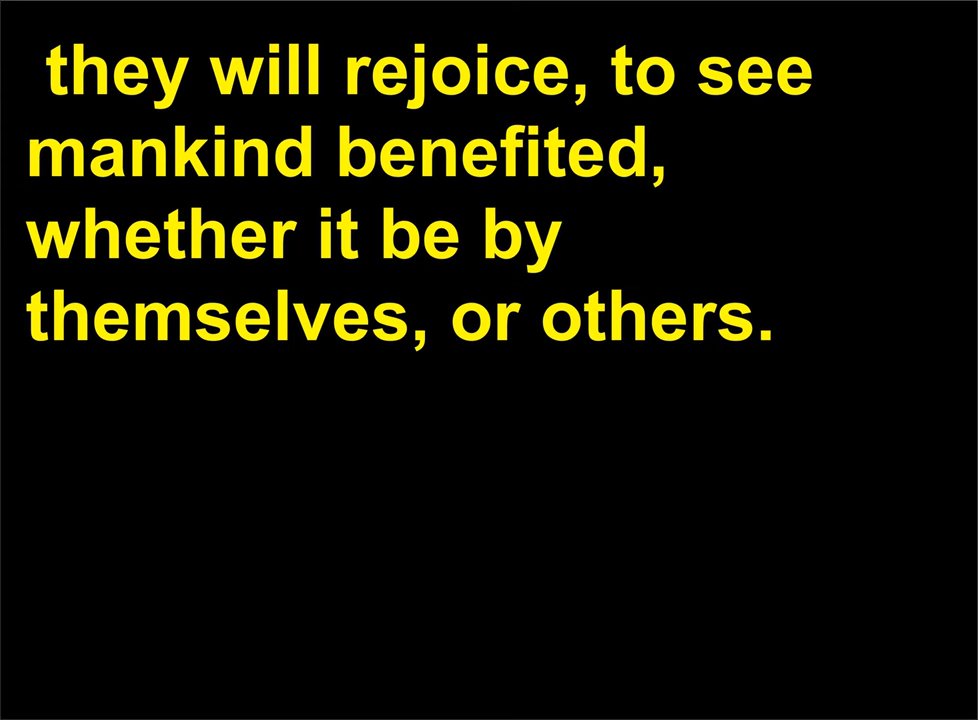 they will rejoice, to see
mankind benefited,
whether it be by
themselves, or others.